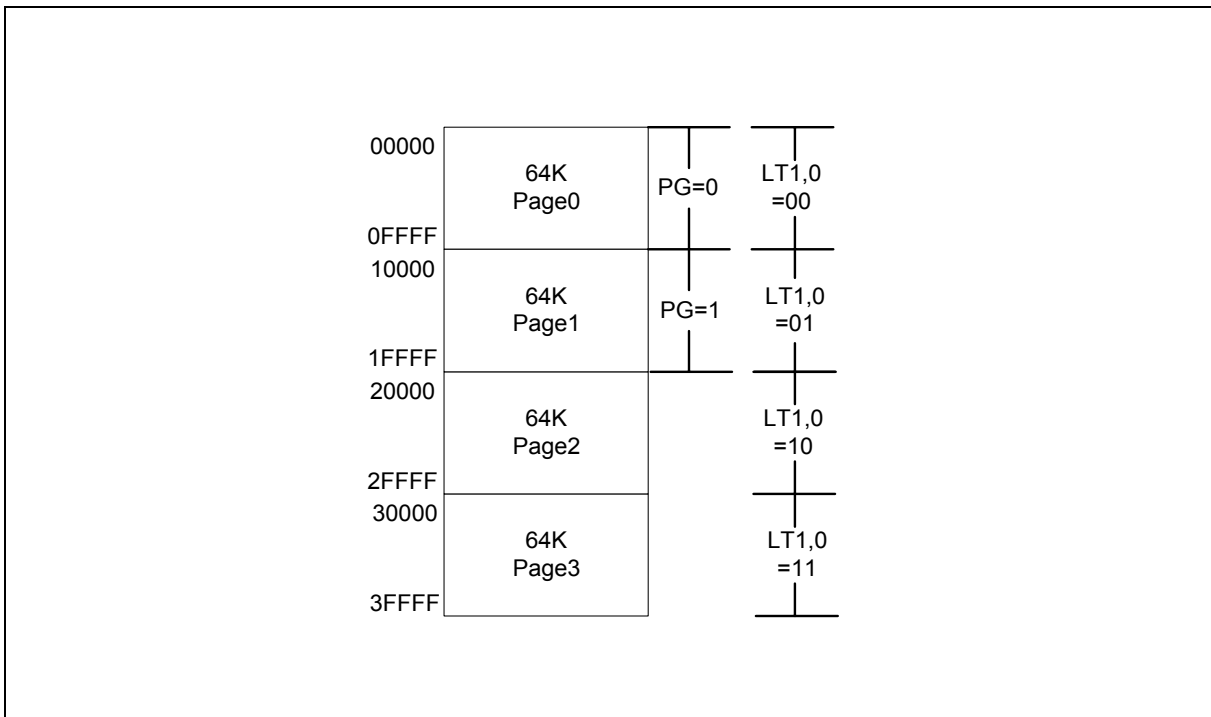 00000
64K
Page0
PG=0
LT1,0
=00
0FFFF
10000
64K
Page1
PG=1
LT1,0
=01
1FFFF
20000
64K
Page2
LT1,0
=10
2FFFF
30000
64K
Page3
LT1,0
=11
3FFFF